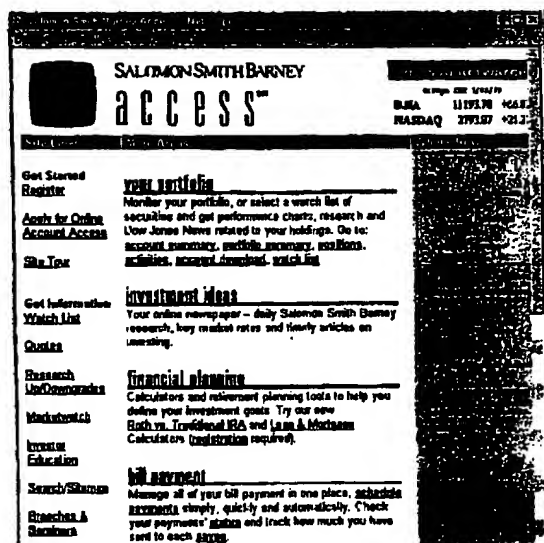 SALOMON SMITH BARNEY
access
DJIA
NASDAQ
Get Started
Register
Apply for Online
Account Access
Site Tour
Get Information
Watch List
Quotes
Research
Up/Downgrades
Marketwatch
Investor
Education
Search/Sitemap
Branches &
Seminars
your portfolio
Monitor your portfolio, or select a watch list of
securities and get performance charts, research and
Dow Jones News related to your holdings. Go to:
account summary, portfolio summary, positions,
activities, account download, watch list
investment ideas
Your online newspaper – daily Salomon Smith Barney
research, key market rates and timely articles on
investing.
financial planning
Calculators and retirement planning tools to help you
define your investment goals. Try our new
Roth vs. Traditional IRA and Loan & Mortgage
Calculators (registration required).
bill payment
Manage all of your bill payment in one place, schedule
payments simply, quickly and automatically. Check
your payments' status and track how much you have
sent to each payee.